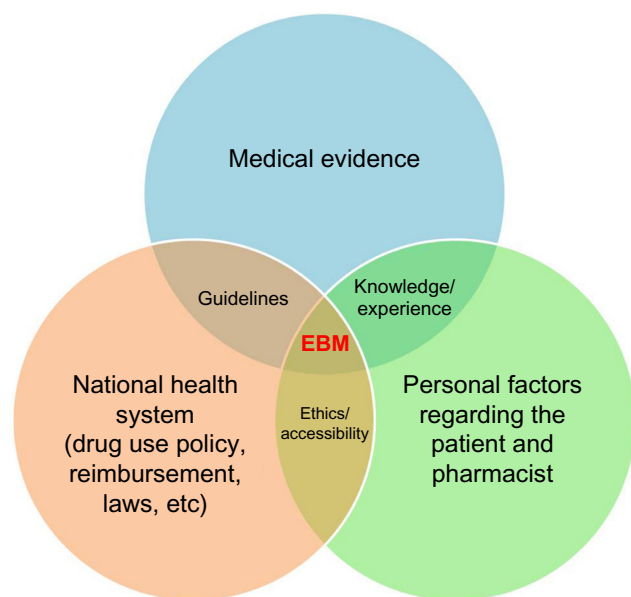 Medical evidence
Guidelines
Knowledge/
experience
EBM
National health
system
(drug use policy,
reimbursement,
laws, etc)
Ethics/
accessibility
Personal factors
regarding the
patient and
pharmacist